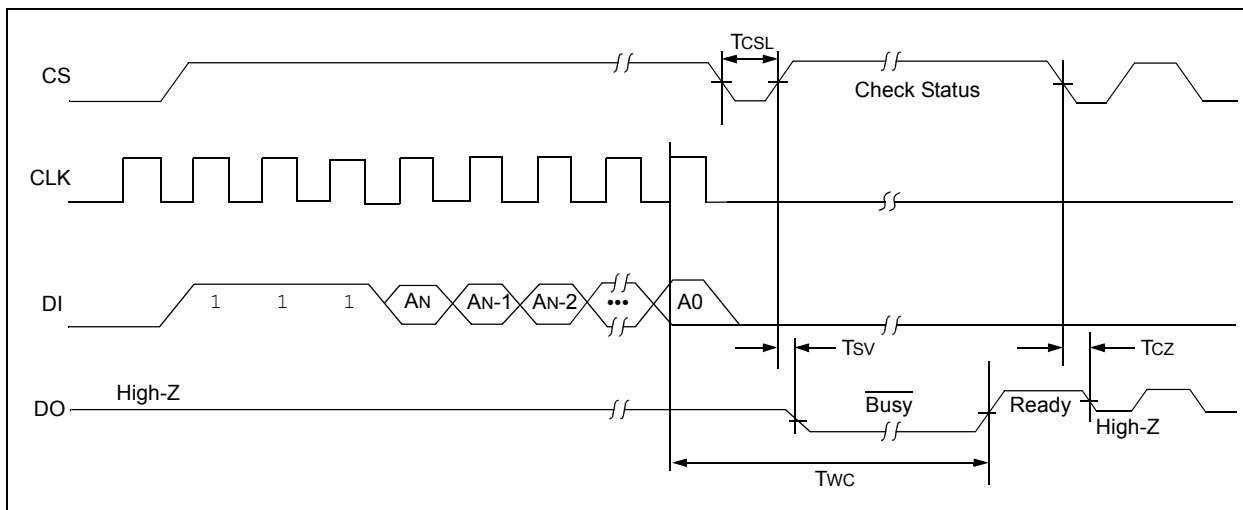 TCSL
CS
Check Status
CLK
DI 1 1 1 AN AN-1 AN-2 ••• A0
TSV TCZ
High-Z
DO Busy Ready High-Z
TWC